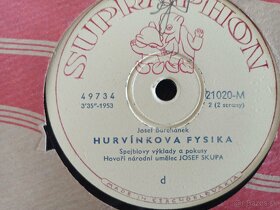 SUPRAPHON
49734 21020-M
3'35"-1953 2 (2 strany)
Josef Barchánek
HURVÍNKOVA FYSIKA
Spejblovy výklady a pokusy
Hovoří národní umělec JOSEF SKUPA
d
MADE IN CZECHOSLOVAKIA